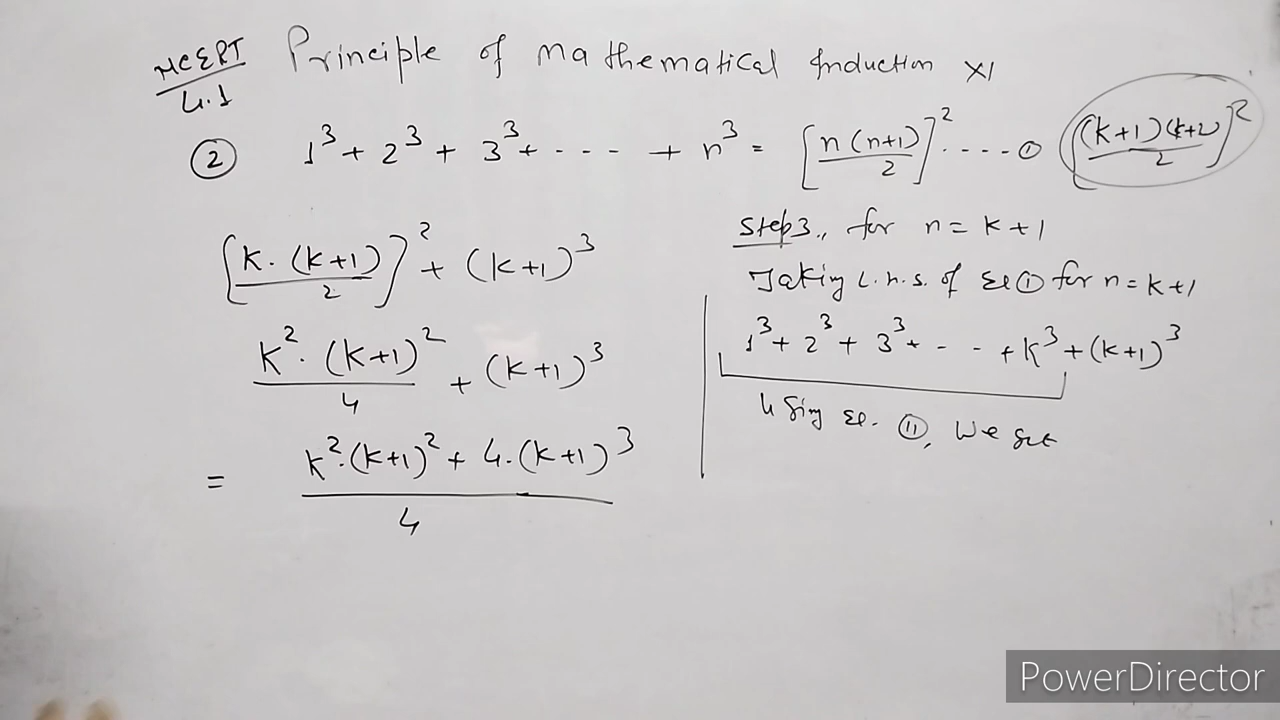 NCERT Principle of mathematical Induction XI
4.1
② 1³ + 2³ + 3³ + - - - + n³ = [n(n+1)/2]² ----① [(k+1)(k+2)/2]²
[k.(k+1)/2]² + (k+1)³
k².(k+1)²/4 + (k+1)³
= k².(k+1)² + 4.(k+1)³/4
Step3., for n = k+1
Taking L.H.S. of Eq ① for n = k+1
1³ + 2³ + 3³ + - - + k³ + (k+1)³
Using Eq. ⑪, We get
PowerDirector